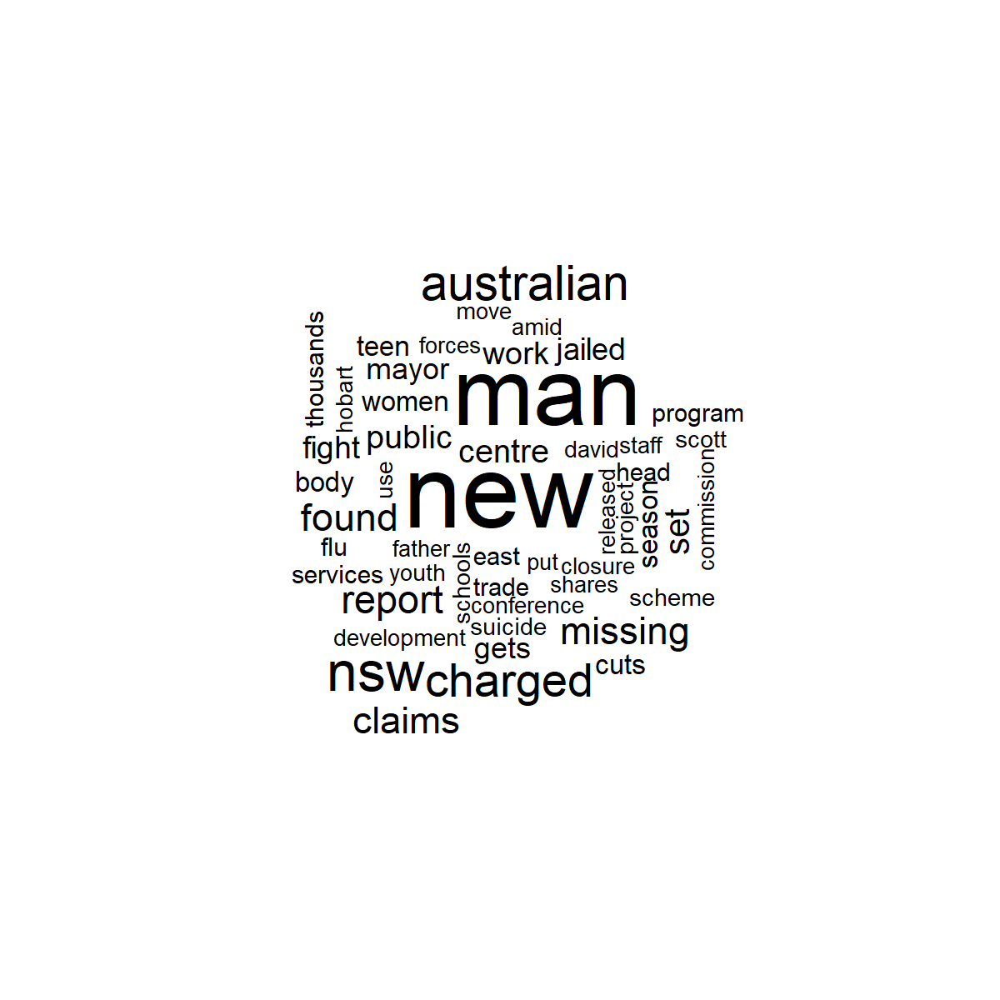 australian
move
amid
thousands
teen
forces
work
jailed
mayor
hobart
women
man
program
public
fight
centre
david
staff
scott
body
use
new
head
released
project
season
set
commission
found
flu
father
schools
east
put
closure
services
youth
trade
shares
report
conference
scheme
development
suicide
missing
gets
nsw
charged
cuts
claims